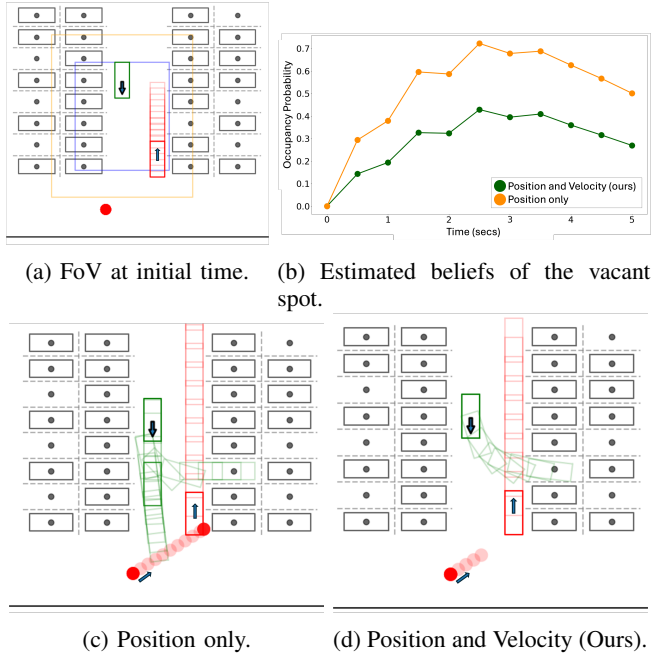 0.7
0.6
0.5
0.4
0.3
0.2
0.1
0.0
Occupancy Probability
Position and Velocity (ours)
Position only
0 1 2 3 4 5
Time (secs)
(a) FoV at initial time.
(b) Estimated beliefs of the vacant
spot.
(c) Position only.
(d) Position and Velocity (Ours).